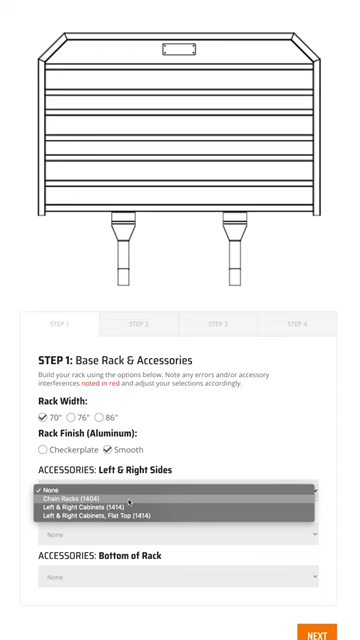 STEP 1
STEP 2
STEP 3
STEP 4
STEP 1: Base Rack & Accessories
Build your rack using the options below. Note any errors and/or accessory
interferences noted in red and adjust your selections accordingly.
Rack Width:
70" 76" 86"
Rack Finish (Aluminum):
Checkerplate Smooth
ACCESSORIES: Left & Right Sides
✓ None
Chain Racks (1404)
Left & Right Cabinets (1414)
Left & Right Cabinets, Flat Top (1414)
None
ACCESSORIES: Bottom of Rack
None
NEXT